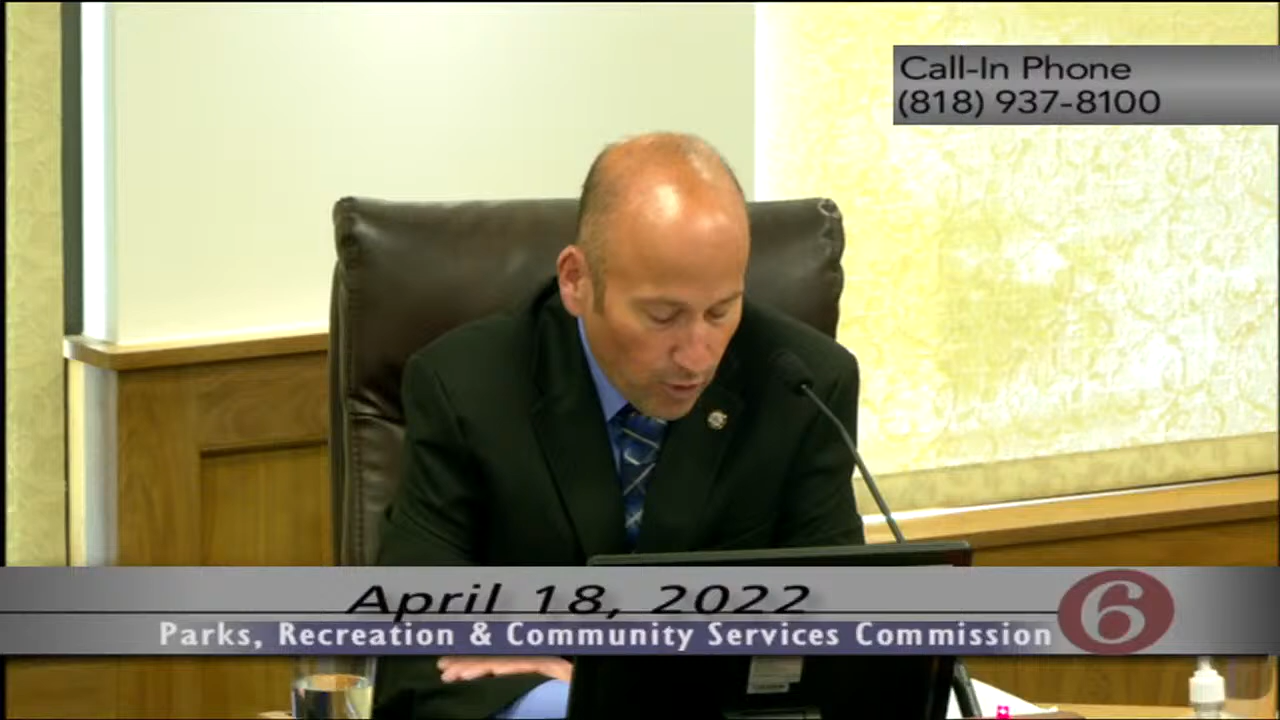 Call-In Phone
(818) 937-8100
April 18, 2022
Parks, Recreation & Community Services Commission
6